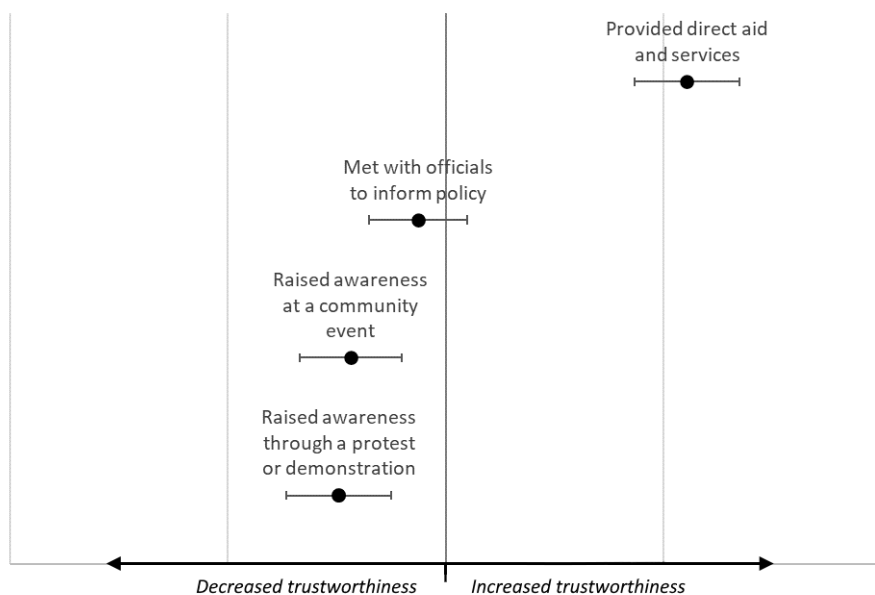 Provided direct aid
and services
Met with officials
to inform policy
Raised awareness
at a community
event
Raised awareness
through a protest
or demonstration
Decreased trustworthiness
Increased trustworthiness